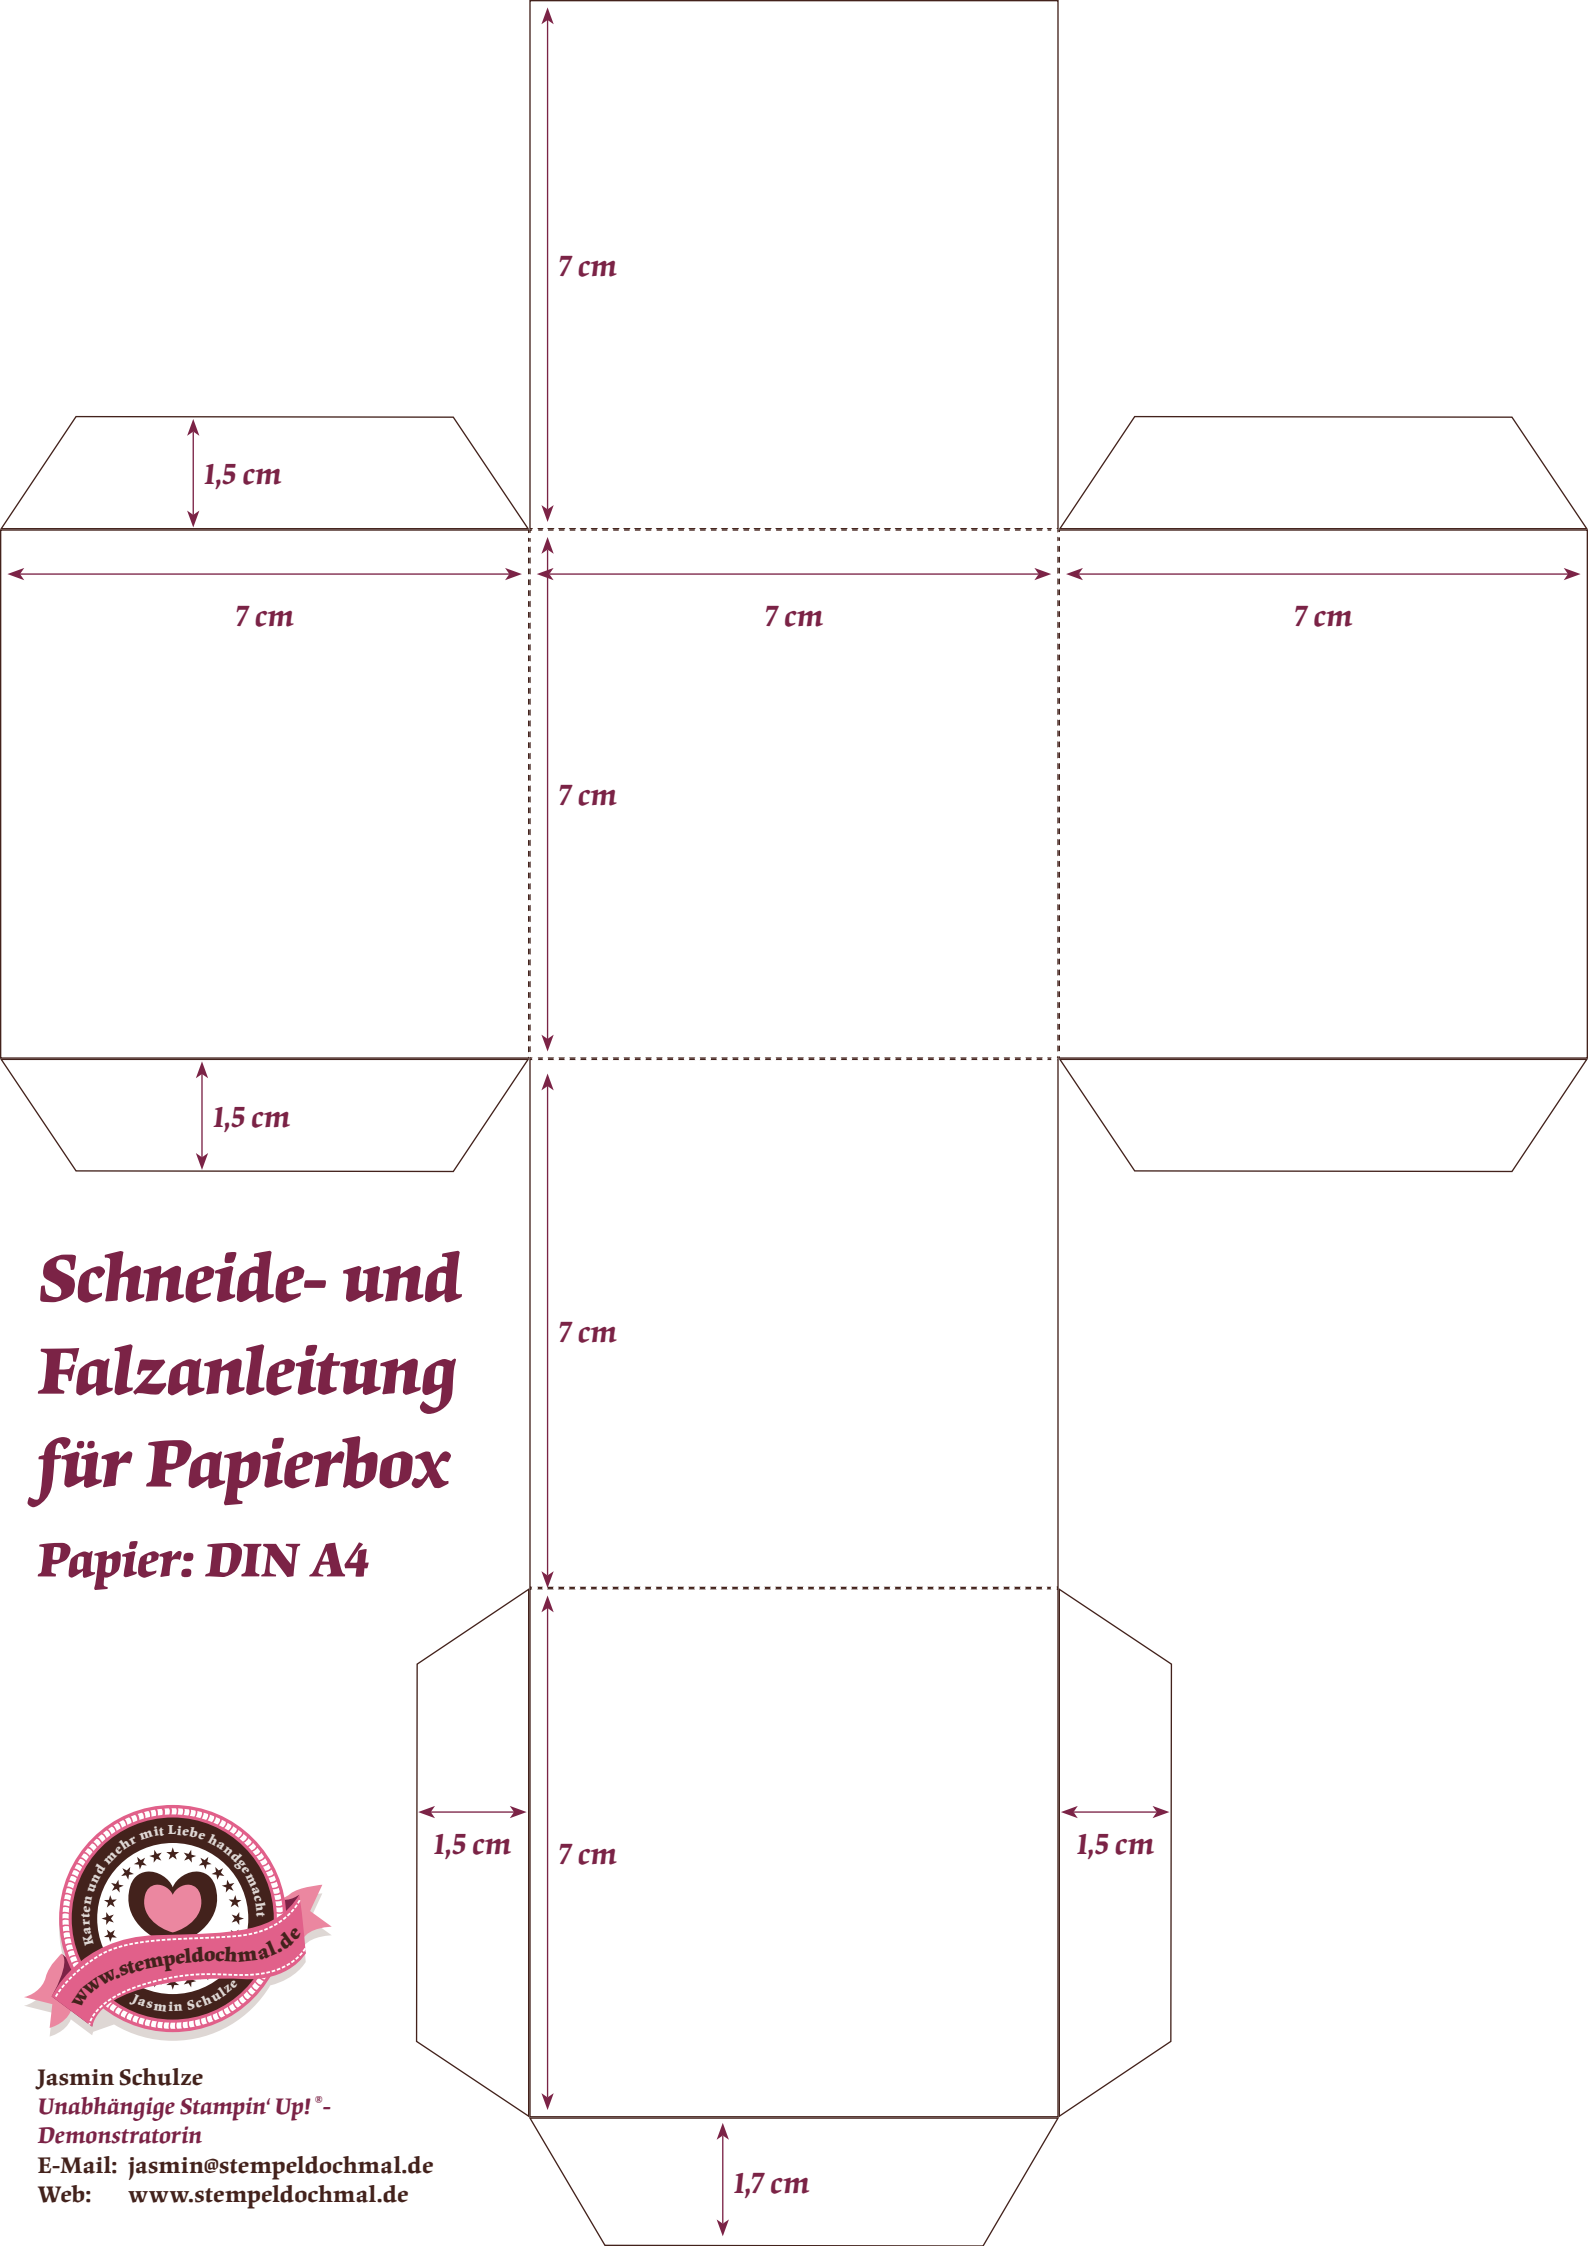 7 cm
1,5 cm
7 cm
7 cm
7 cm
7 cm
1,5 cm
7 cm
Schneide- und
Falzanleitung
für Papierbox
Papier: DIN A4
1,5 cm
7 cm
1,5 cm
Karten und mehr mit Liebe handgemacht
www.stempeldochmal.de
Jasmin Schulze
Jasmin Schulze
Unabhängige Stampin‘ Up! ®-
Demonstratorin
E-Mail: jasmin@stempeldochmal.de
Web: www.stempeldochmal.de
1,7 cm